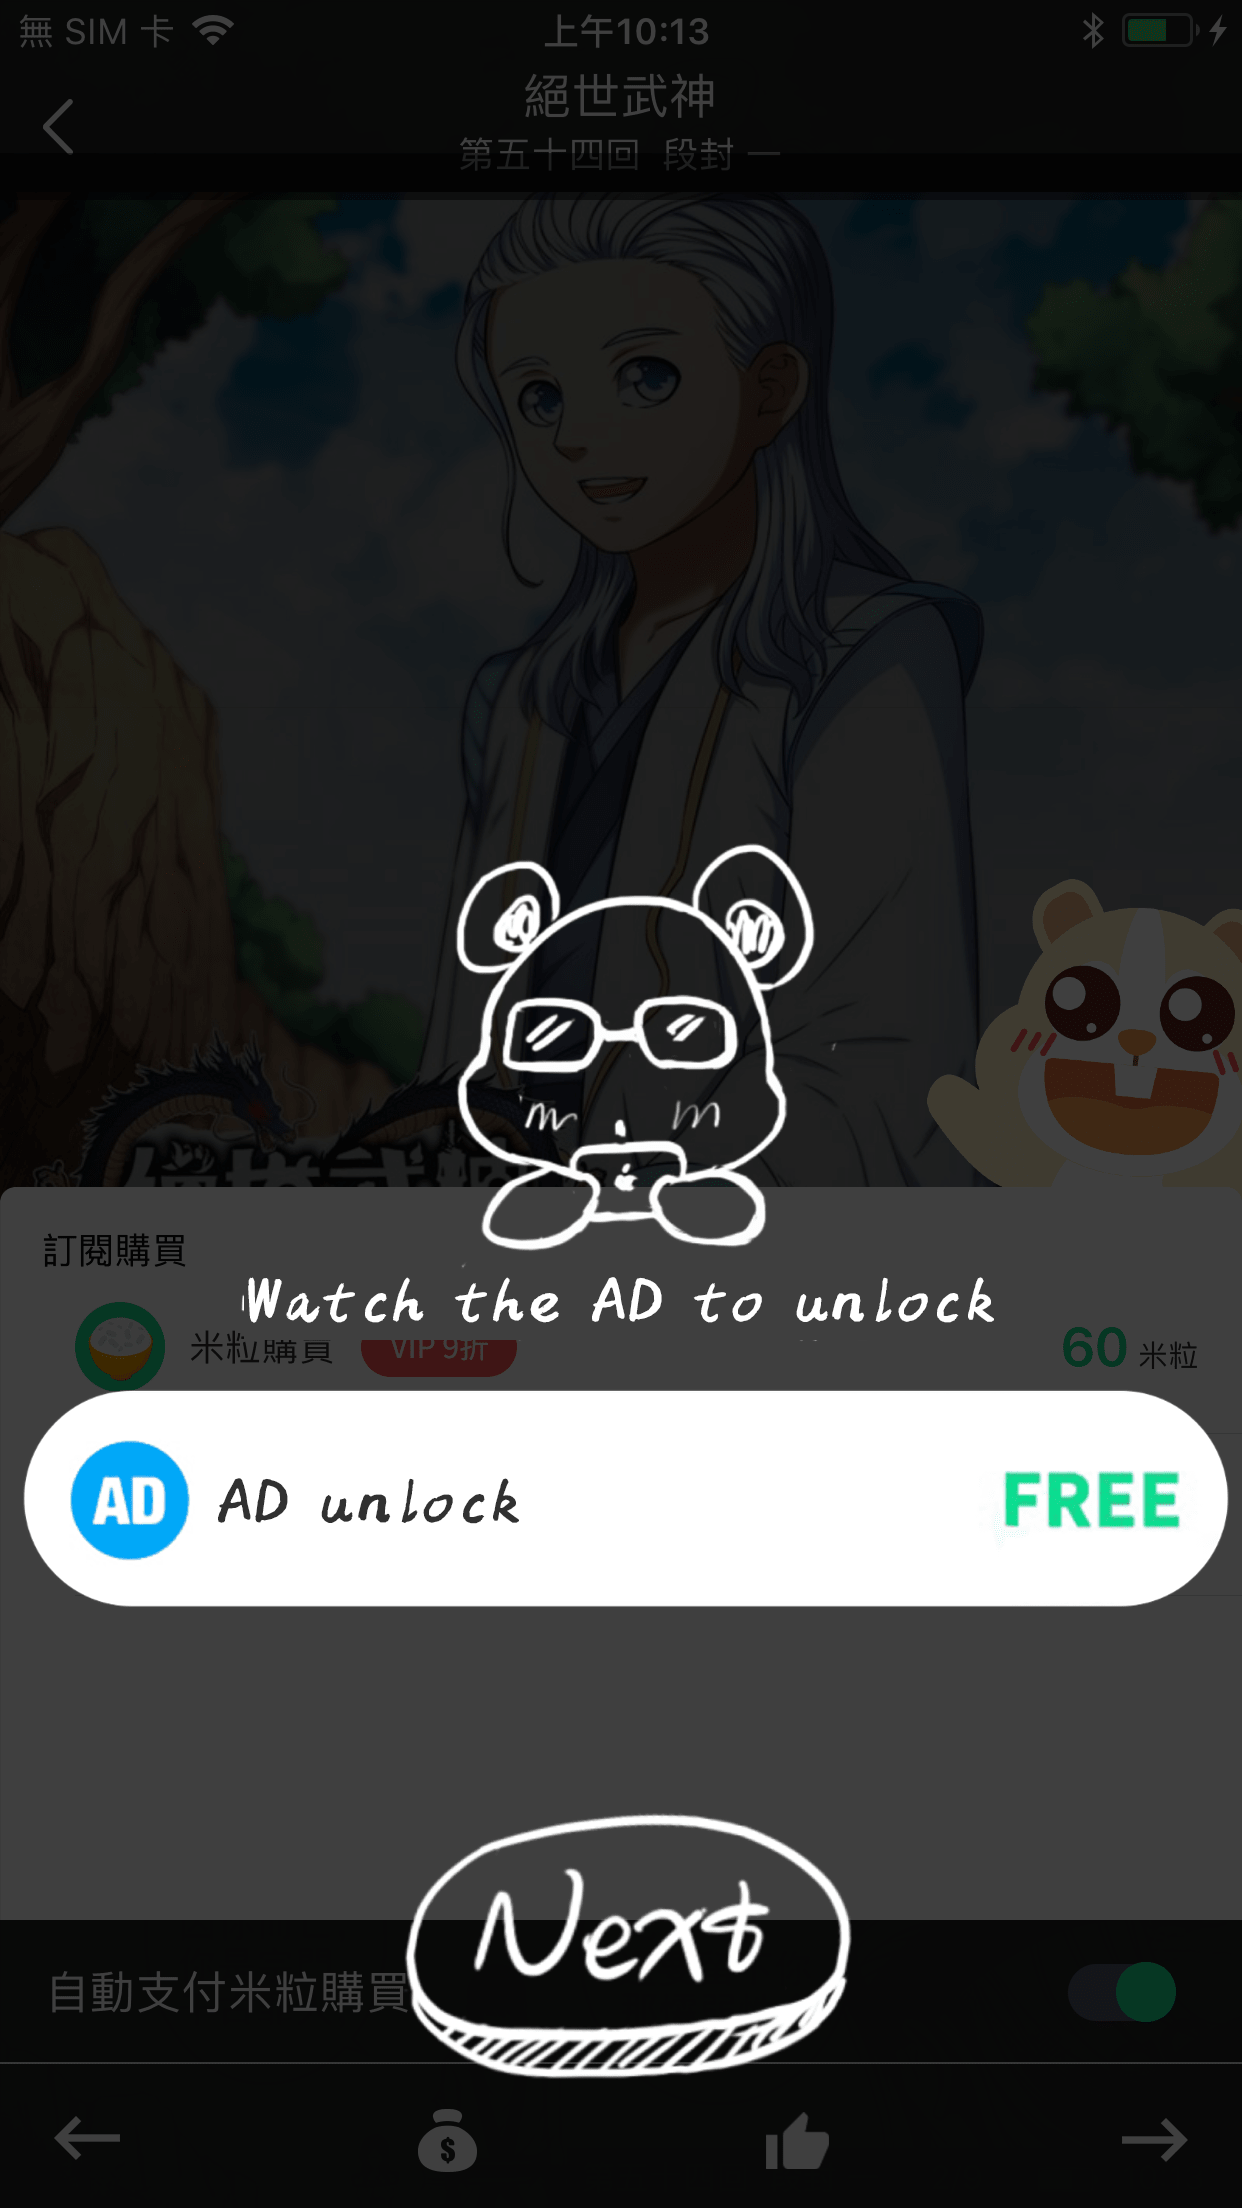 無 SIM 卡
上午10:13
絕世武神
第五十四回 段封 一
訂閱購買
Watch the AD to unlock
米粒購買
VIP 9折
60 米粒
AD
AD unlock
FREE
Next
自動支付米粒購買
$